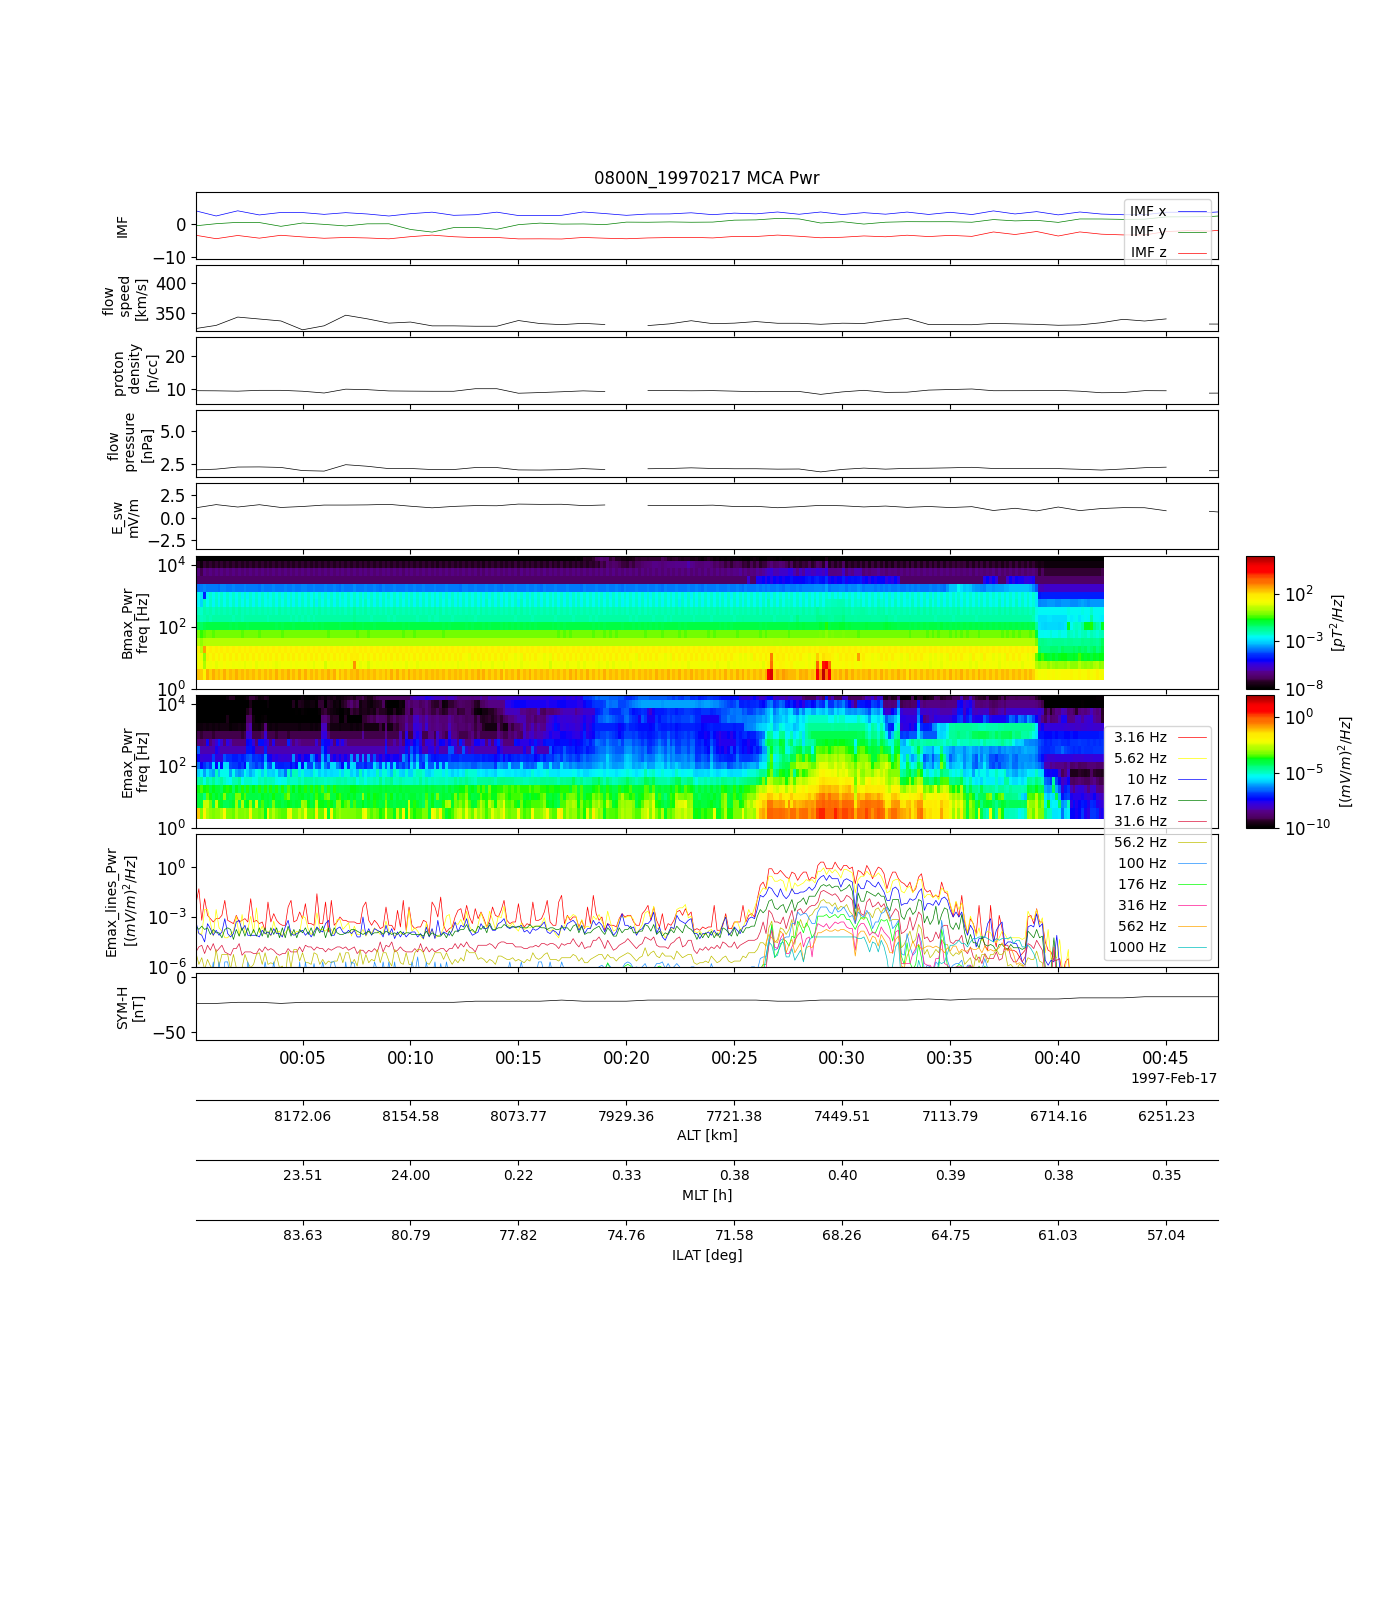 0800N_19970217 MCA Pwr
IMF
0
−10
IMF x
IMF y
IMF z
flow
speed
[km/s]
400
350
proton
density
[n/cc]
20
10
flow
pressure
[nPa]
5.0
2.5
E_sw
mV/m
2.5
0.0
−2.5
Bmax_Pwr
freq [Hz]
10^4
10^2
10^0
10^2
10^−3
10^−8
[pT^2/Hz]
Emax_Pwr
freq [Hz]
10^4
10^2
10^0
10^0
10^−5
10^−10
[(mV/m)^2/Hz]
3.16 Hz
5.62 Hz
10 Hz
17.6 Hz
31.6 Hz
56.2 Hz
100 Hz
176 Hz
316 Hz
562 Hz
1000 Hz
Emax_lines_Pwr
[(mV/m)^2/Hz]
10^0
10^−3
10^−6
SYM-H
[nT]
0
−50
00:05 00:10 00:15 00:20 00:25 00:30 00:35 00:40 00:45
1997-Feb-17
8172.06 8154.58 8073.77 7929.36 7721.38 7449.51 7113.79 6714.16 6251.23
ALT [km]
23.51 24.00 0.22 0.33 0.38 0.40 0.39 0.38 0.35
MLT [h]
83.63 80.79 77.82 74.76 71.58 68.26 64.75 61.03 57.04
ILAT [deg]